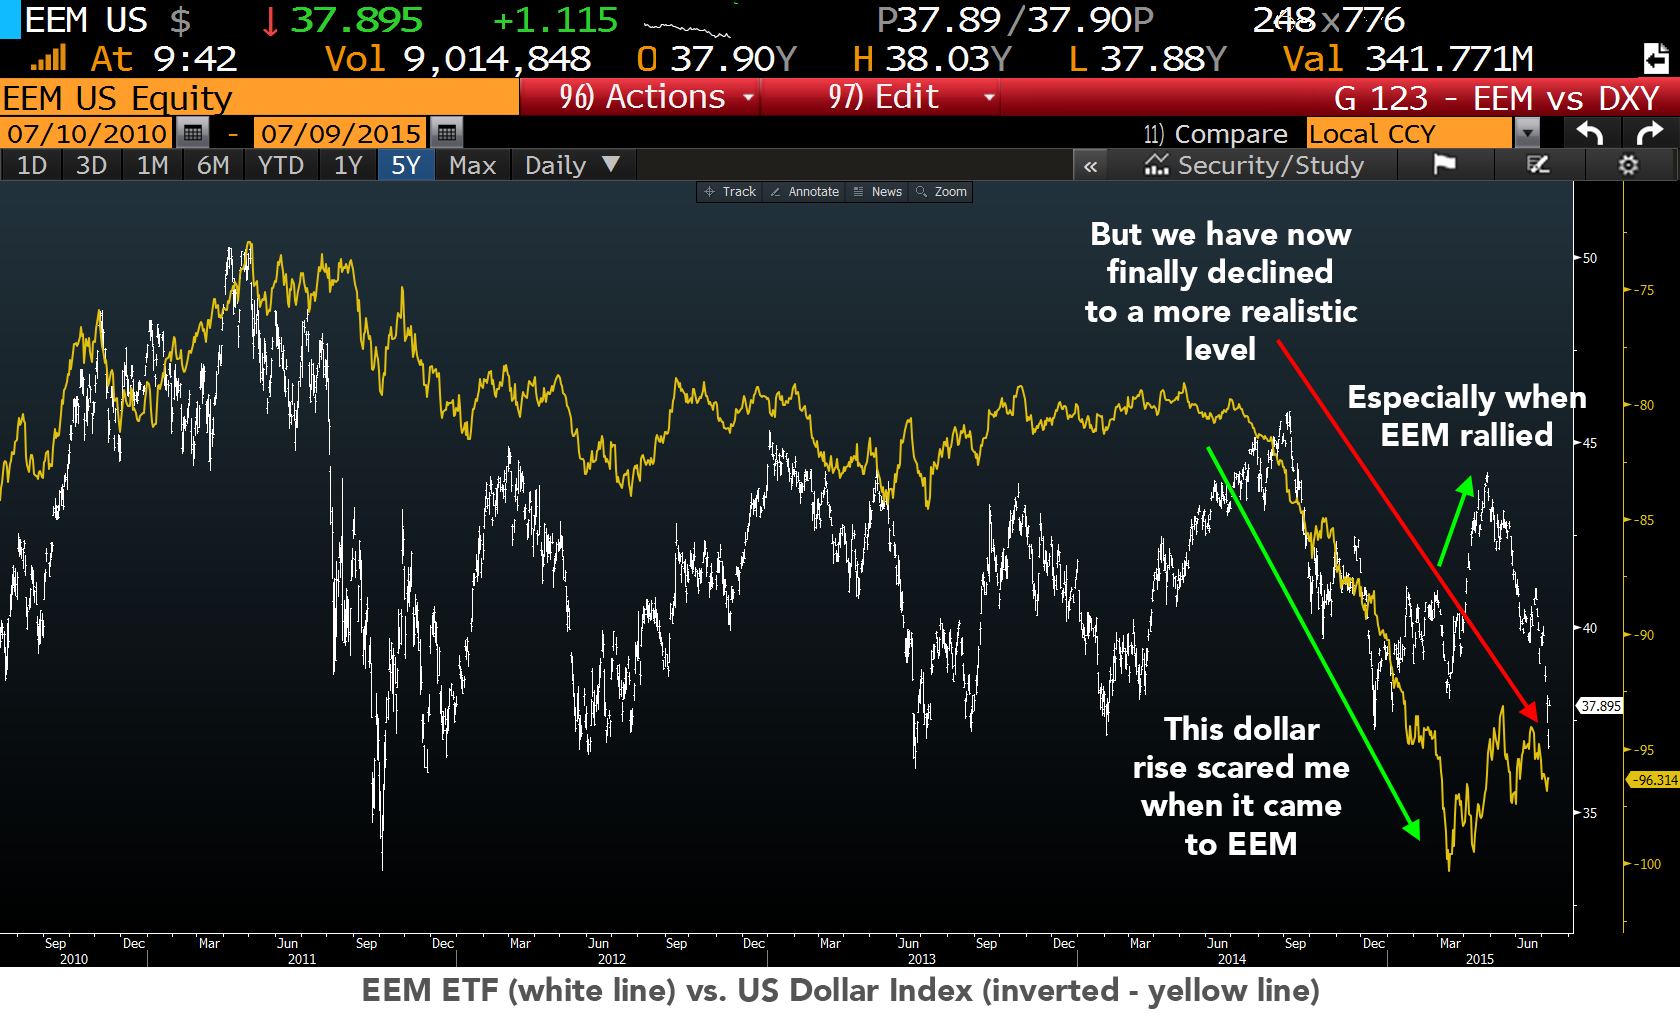 EEM US $ ↓ 37.895 +1.115 P37.89/37.90P 248x776
At 9:42 Vol 9,014,848 O 37.90Y H 38.03Y L 37.88Y Val 341.771M
EEM US Equity 96) Actions 97) Edit G 123 - EEM vs DXY
07/10/2010 - 07/09/2015 11) Compare Local CCY
1D 3D 1M 6M YTD 1Y 5Y Max Daily ▼ « Security/Study
Track Annotate News Zoom
But we have now
finally declined
to a more realistic
level
Especially when
EEM rallied
This dollar
rise scared me
when it came
to EEM
50
45
40
37.895
35
-75
-80
-85
-90
-95
-96.314
-100
Sep Dec Mar Jun Sep Dec Mar Jun Sep Dec Mar Jun Sep Dec Mar Jun Sep Dec Mar Jun
2010 2011 2012 2013 2014 2015
EEM ETF (white line) vs. US Dollar Index (inverted - yellow line)